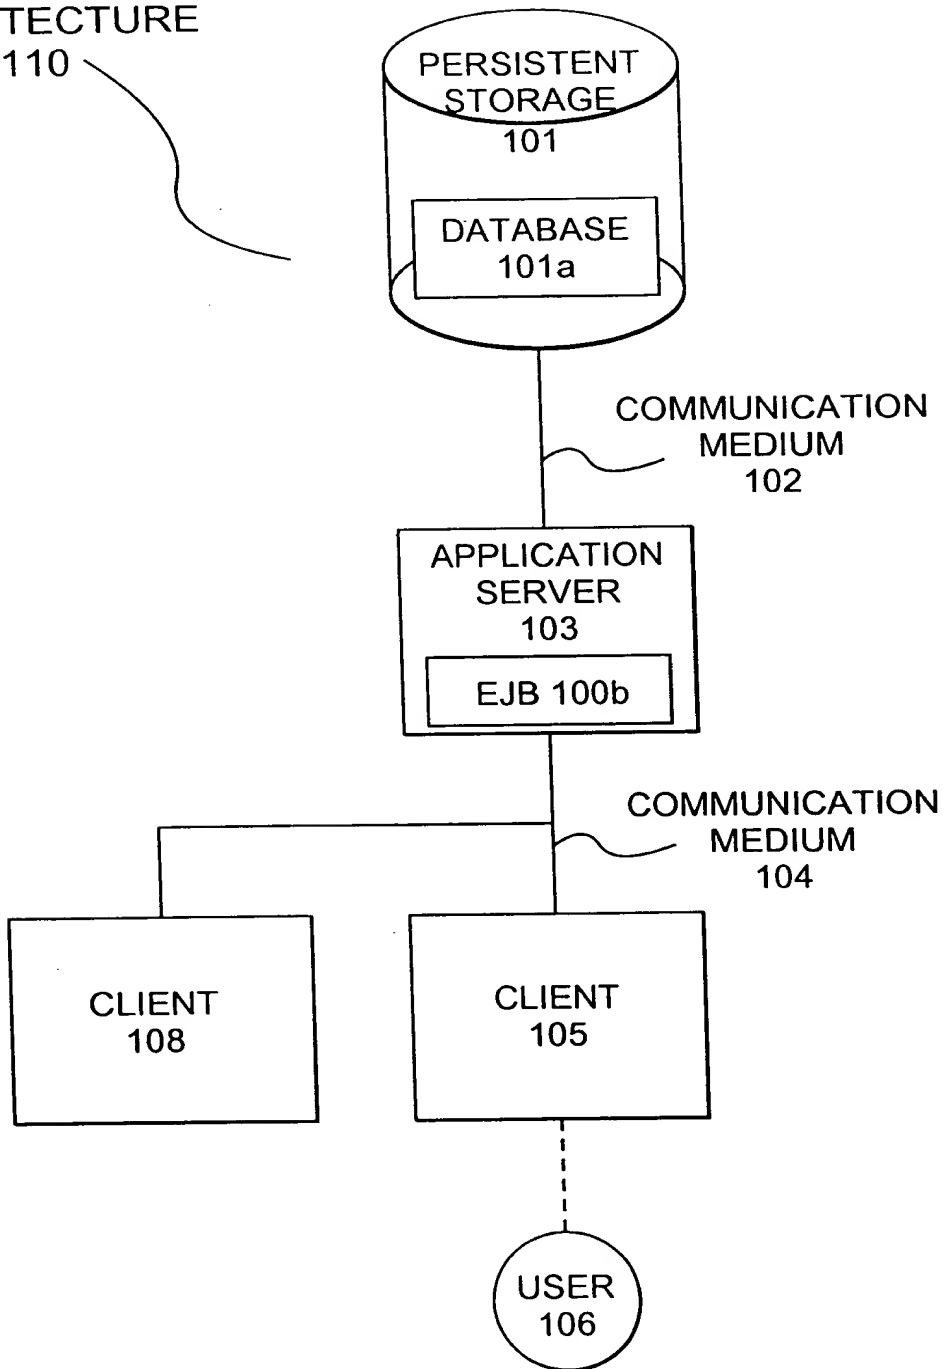 TECTURE
110
PERSISTENT
STORAGE
101
DATABASE
101a
COMMUNICATION
MEDIUM
102
APPLICATION
SERVER
103
EJB 100b
COMMUNICATION
MEDIUM
104
CLIENT
108
CLIENT
105
USER
106